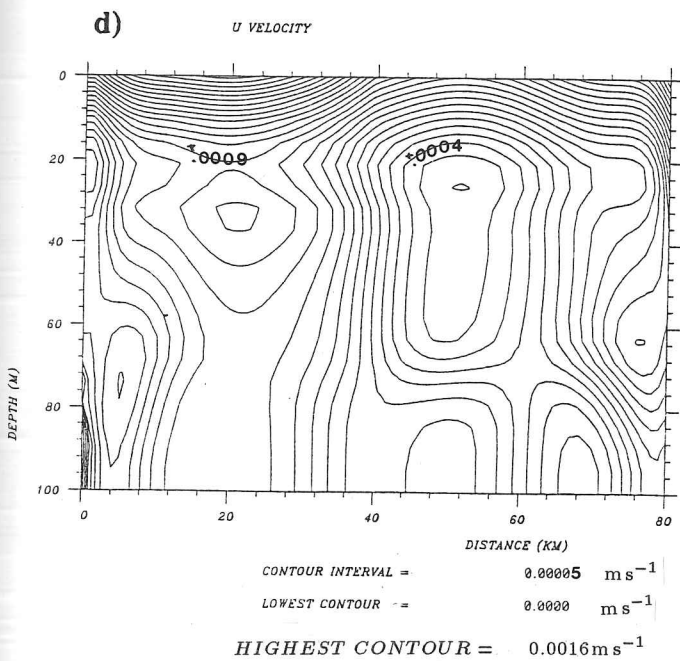 d)
U VELOCITY
0
.0009
.0004
20
40
60
80
100
DEPTH (M)
0 20 40 60 80
DISTANCE (KM)
CONTOUR INTERVAL = 0.00005 m s⁻¹
LOWEST CONTOUR = 0.0000 m s⁻¹
HIGHEST CONTOUR = 0.0016 m s⁻¹